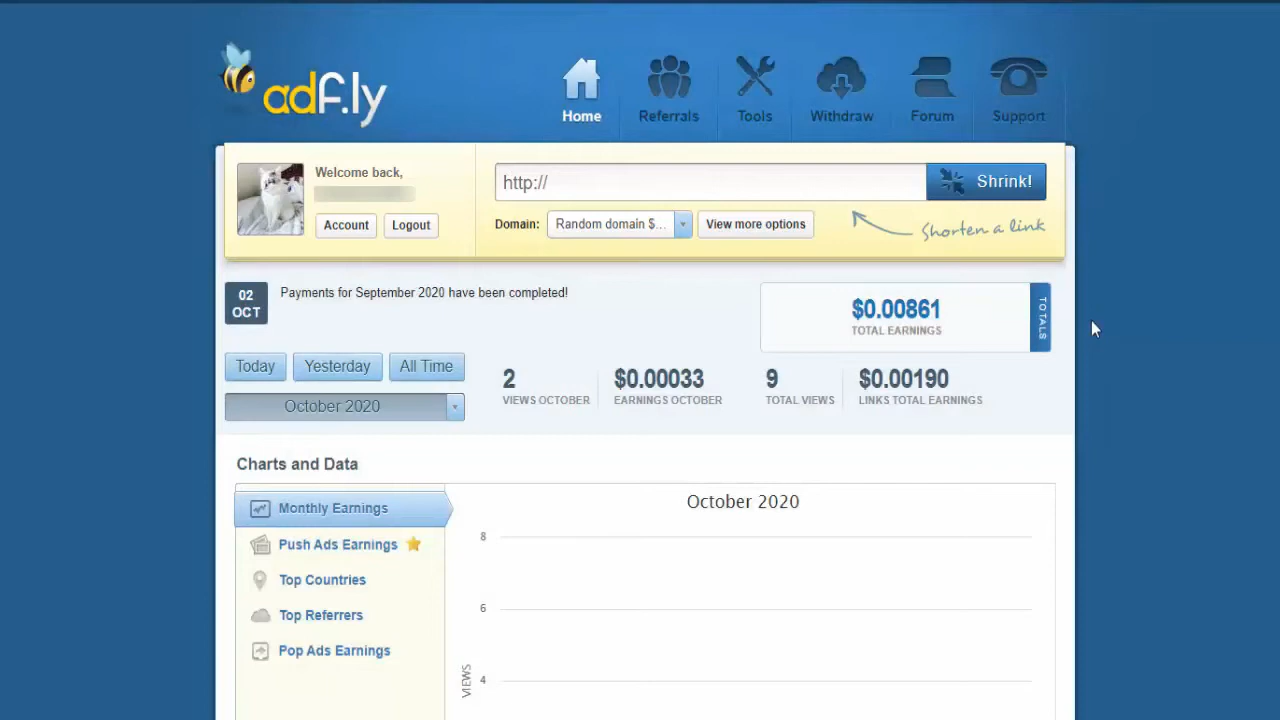 adf.ly
Home
Referrals
Tools
Withdraw
Forum
Support
Welcome back,
Account
Logout
http://
Shrink!
Domain:
Random domain $...
View more options
Shorten a link
02
OCT
Payments for September 2020 have been completed!
$0.00861
TOTAL EARNINGS
TOTALS
Today
Yesterday
All Time
October 2020
2
VIEWS OCTOBER
$0.00033
EARNINGS OCTOBER
9
TOTAL VIEWS
$0.00190
LINKS TOTAL EARNINGS
Charts and Data
Monthly Earnings
Push Ads Earnings
Top Countries
Top Referrers
Pop Ads Earnings
October 2020
8
6
4
VIEWS